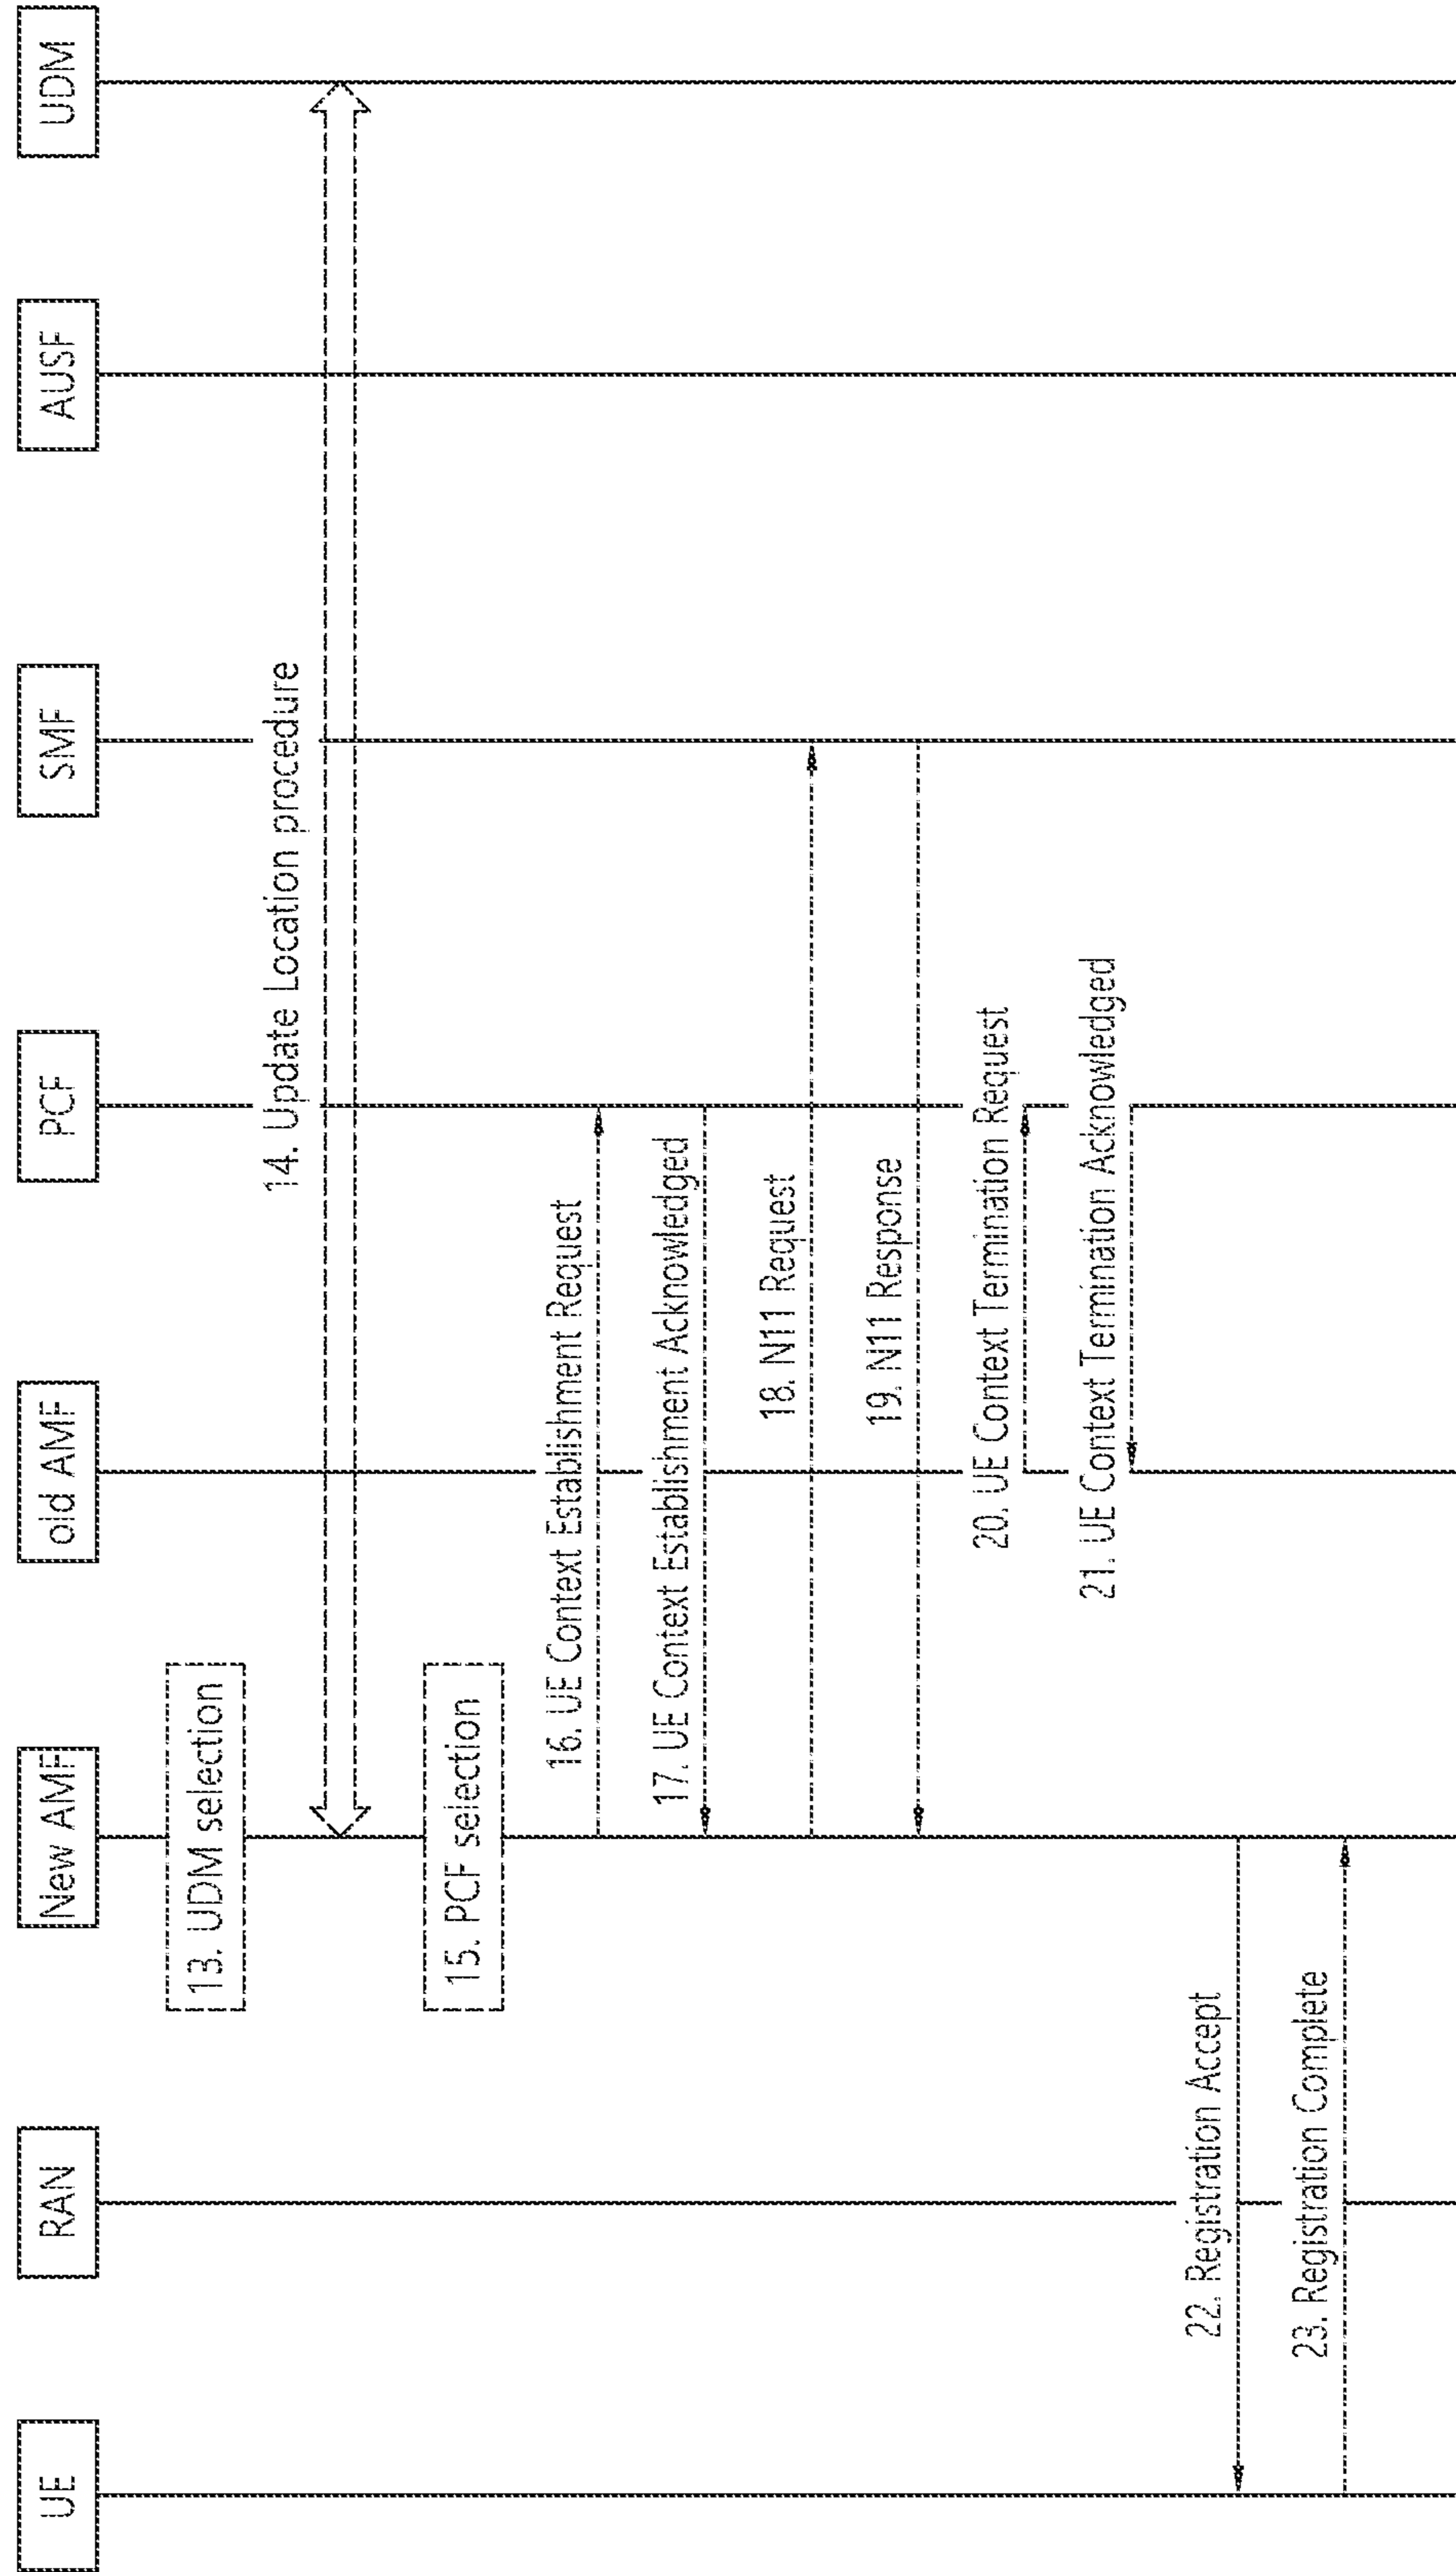 UE
RAN
New AMF
old AMF
PCF
SMF
AUSF
UDM
13. UDM selection
14. Update Location procedure
15. PCF selection
16. UE Context Establishment Request
17. UE Context Establishment Acknowledged
18. N11 Request
19. N11 Response
20. UE Context Termination Request
21. UE Context Termination Acknowledged
22. Registration Accept
23. Registration Complete